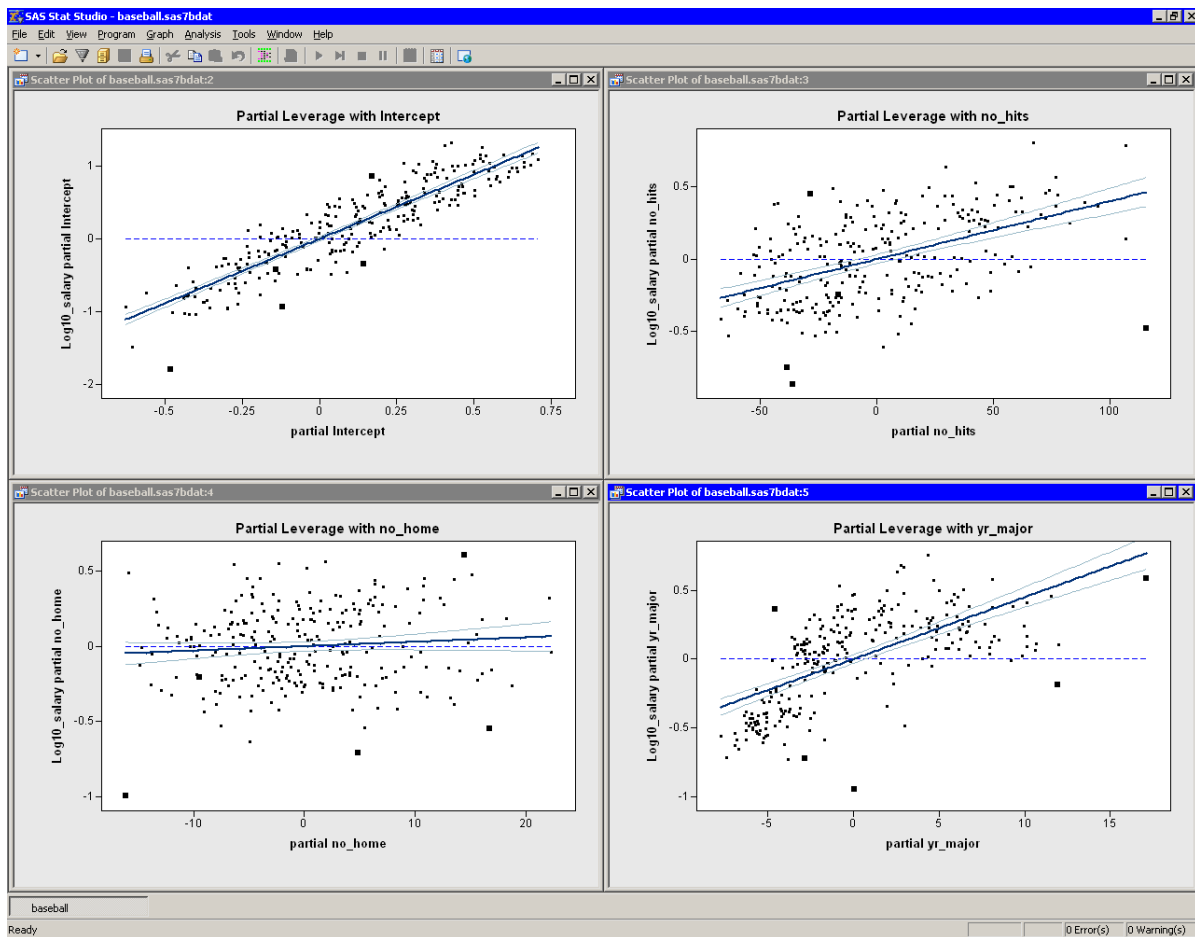 SAS Stat Studio - baseball.sas7bdat
File Edit View Program Graph Analysis Tools Window Help
Scatter Plot of baseball.sas7bdat:2
Partial Leverage with Intercept
Log10_salary partial Intercept
1
0
-1
-2
-0.5 -0.25 0 0.25 0.5 0.75
partial Intercept
Scatter Plot of baseball.sas7bdat:3
Partial Leverage with no_hits
Log10_salary partial no_hits
0.5
0
-0.5
-50 0 50 100
partial no_hits
Scatter Plot of baseball.sas7bdat:4
Partial Leverage with no_home
Log10_salary partial no_home
0.5
0
-0.5
-1
-10 0 10 20
partial no_home
Scatter Plot of baseball.sas7bdat:5
Partial Leverage with yr_major
Log10_salary partial yr_major
0.5
0
-0.5
-1
-5 0 5 10 15
partial yr_major
baseball
Ready 0 Error(s) 0 Warning(s)